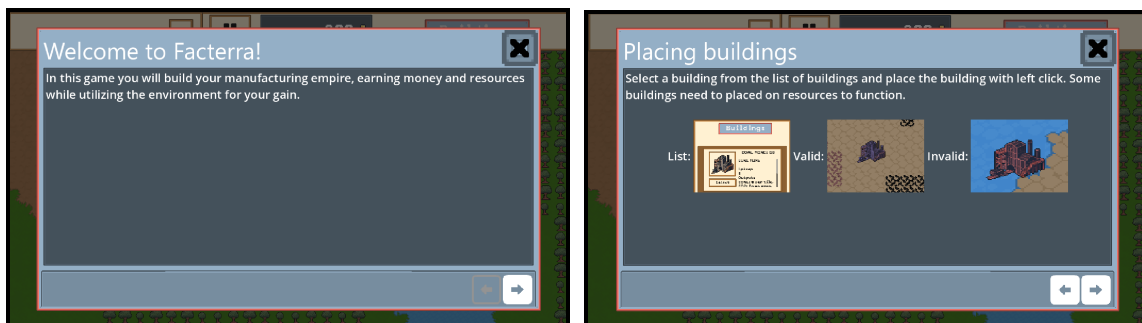 Welcome to Facterra!
In this game you will build your manufacturing empire, earning money and resources
while utilizing the environment for your gain.
Placing buildings
Select a building from the list of buildings and place the building with left click. Some
buildings need to placed on resources to function.
List:
Buildings
Valid:
Invalid: